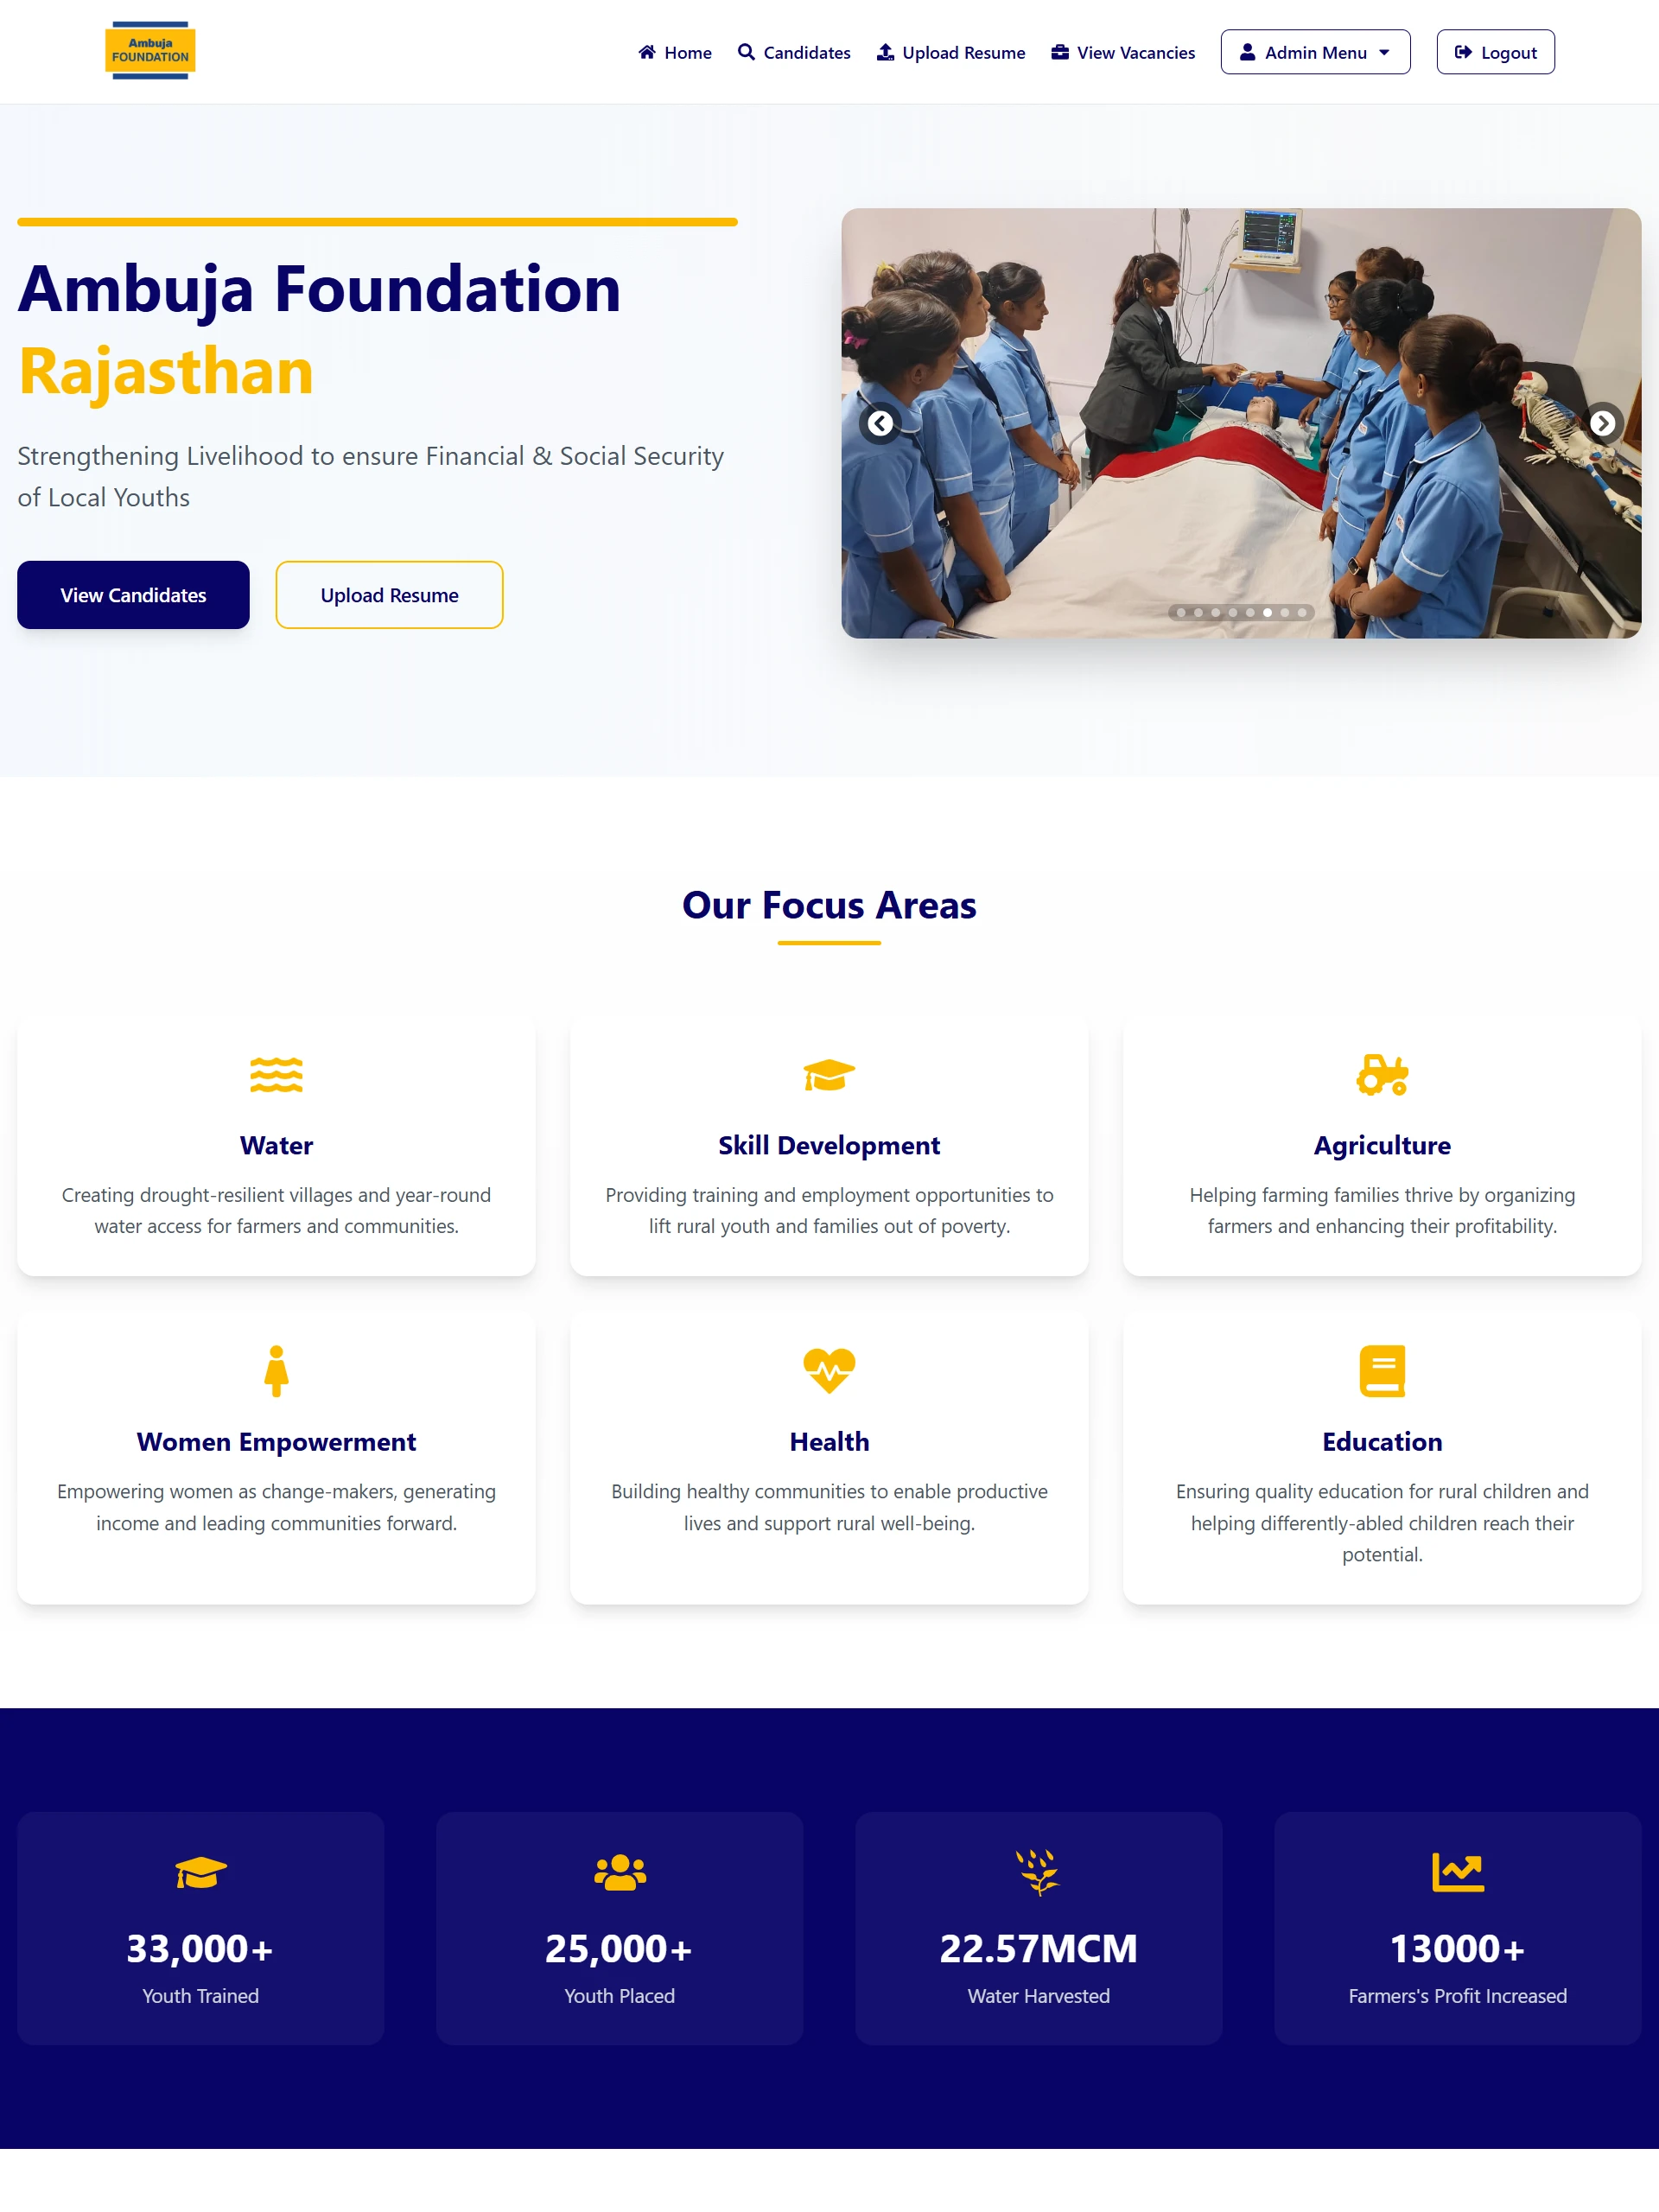 Ambuja
FOUNDATION
Home
Candidates
Upload Resume
View Vacancies
Admin Menu
Logout
Ambuja Foundation
Rajasthan
Strengthening Livelihood to ensure Financial & Social Security
of Local Youths
View Candidates
Upload Resume
Our Focus Areas
Water
Creating drought-resilient villages and year-round
water access for farmers and communities.
Skill Development
Providing training and employment opportunities to
lift rural youth and families out of poverty.
Agriculture
Helping farming families thrive by organizing
farmers and enhancing their profitability.
Women Empowerment
Empowering women as change-makers, generating
income and leading communities forward.
Health
Building healthy communities to enable productive
lives and support rural well-being.
Education
Ensuring quality education for rural children and
helping differently-abled children reach their
potential.
33,000+
Youth Trained
25,000+
Youth Placed
22.57MCM
Water Harvested
13000+
Farmers's Profit Increased